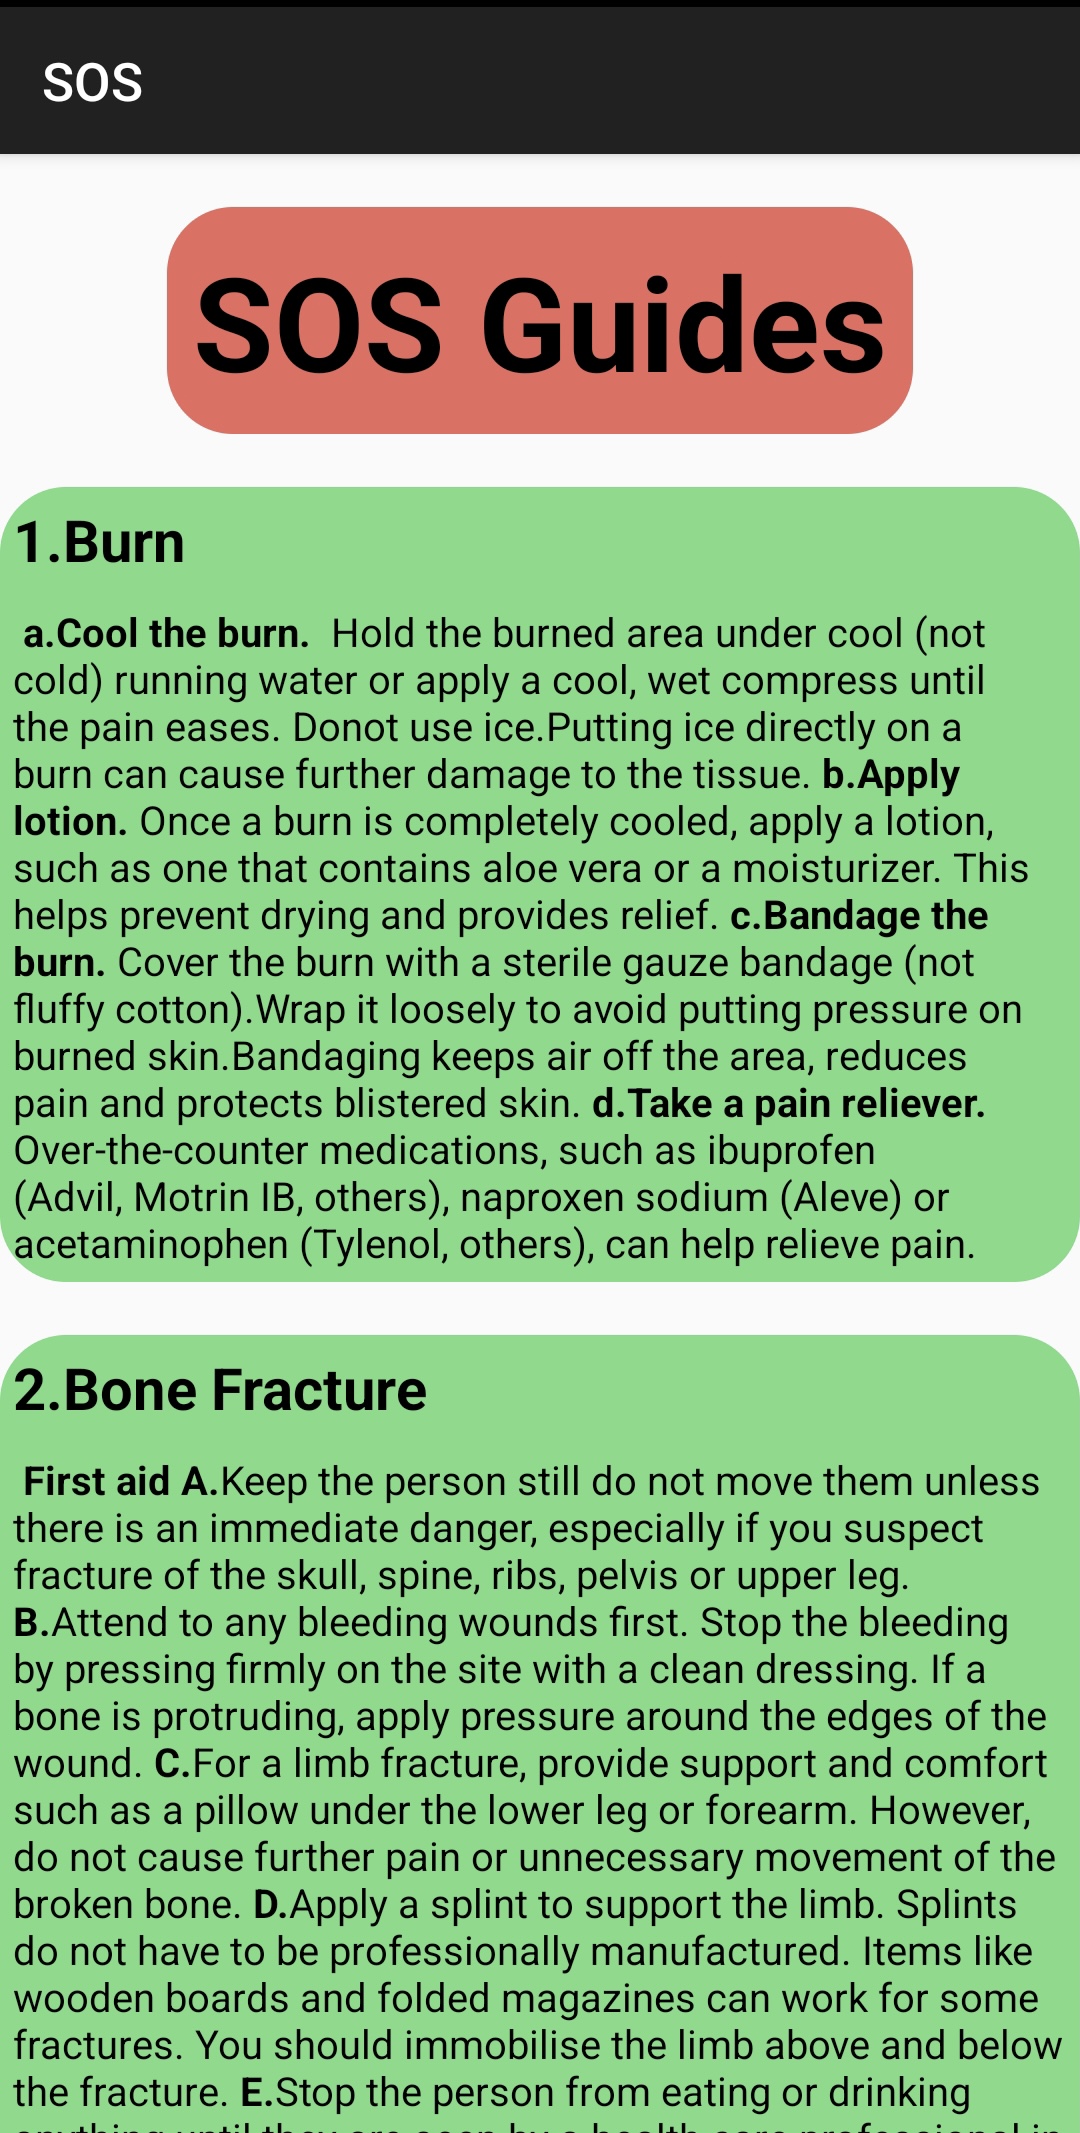 SOS
SOS Guides
1.Burn
a.Cool the burn.  Hold the burned area under cool (not
cold) running water or apply a cool, wet compress until
the pain eases. Donot use ice.Putting ice directly on a
burn can cause further damage to the tissue. b.Apply
lotion. Once a burn is completely cooled, apply a lotion,
such as one that contains aloe vera or a moisturizer. This
helps prevent drying and provides relief. c.Bandage the
burn. Cover the burn with a sterile gauze bandage (not
fluffy cotton).Wrap it loosely to avoid putting pressure on
burned skin.Bandaging keeps air off the area, reduces
pain and protects blistered skin. d.Take a pain reliever.
Over-the-counter medications, such as ibuprofen
(Advil, Motrin IB, others), naproxen sodium (Aleve) or
acetaminophen (Tylenol, others), can help relieve pain.
2.Bone Fracture
First aid A.Keep the person still do not move them unless
there is an immediate danger, especially if you suspect
fracture of the skull, spine, ribs, pelvis or upper leg.
B.Attend to any bleeding wounds first. Stop the bleeding
by pressing firmly on the site with a clean dressing. If a
bone is protruding, apply pressure around the edges of the
wound. C.For a limb fracture, provide support and comfort
such as a pillow under the lower leg or forearm. However,
do not cause further pain or unnecessary movement of the
broken bone. D.Apply a splint to support the limb. Splints
do not have to be professionally manufactured. Items like
wooden boards and folded magazines can work for some
fractures. You should immobilise the limb above and below
the fracture. E.Stop the person from eating or drinking
anything until they are seen by a health care professional in